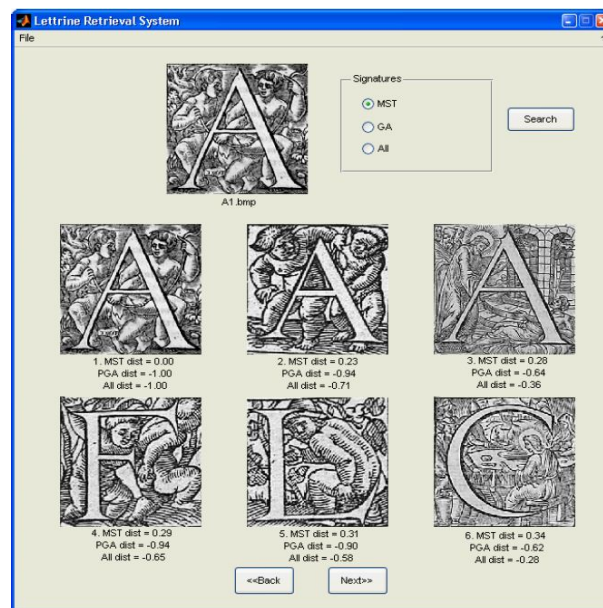 Lettrine Retrieval System
File
Signatures
MST
GA
All
Search
A
A1.bmp
A
A
A
1. MST dist = 0.00
PGA dist = -1.00
All dist = -1.00
2. MST dist = 0.23
PGA dist = -0.94
All dist = -0.71
3. MST dist = 0.28
PGA dist = -0.64
All dist = -0.36
F
L
C
4. MST dist = 0.29
PGA dist = -0.94
All dist = -0.65
5. MST dist = 0.31
PGA dist = -0.90
All dist = -0.58
6. MST dist = 0.34
PGA dist = -0.62
All dist = -0.28
<<Back
Next>>